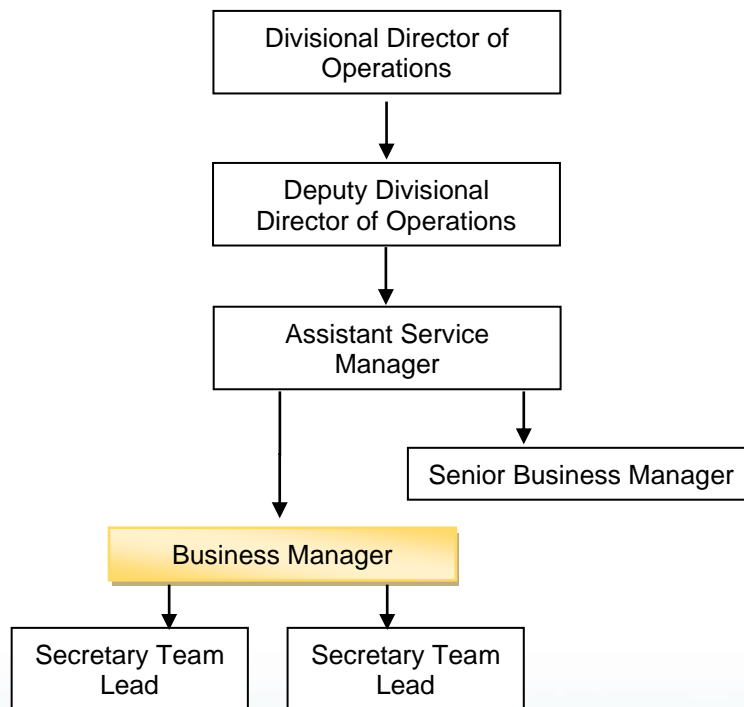 Divisional Director of
Operations
Deputy Divisional
Director of Operations
Assistant Service
Manager
Senior Business Manager
Business Manager
Secretary Team
Lead
Secretary Team
Lead